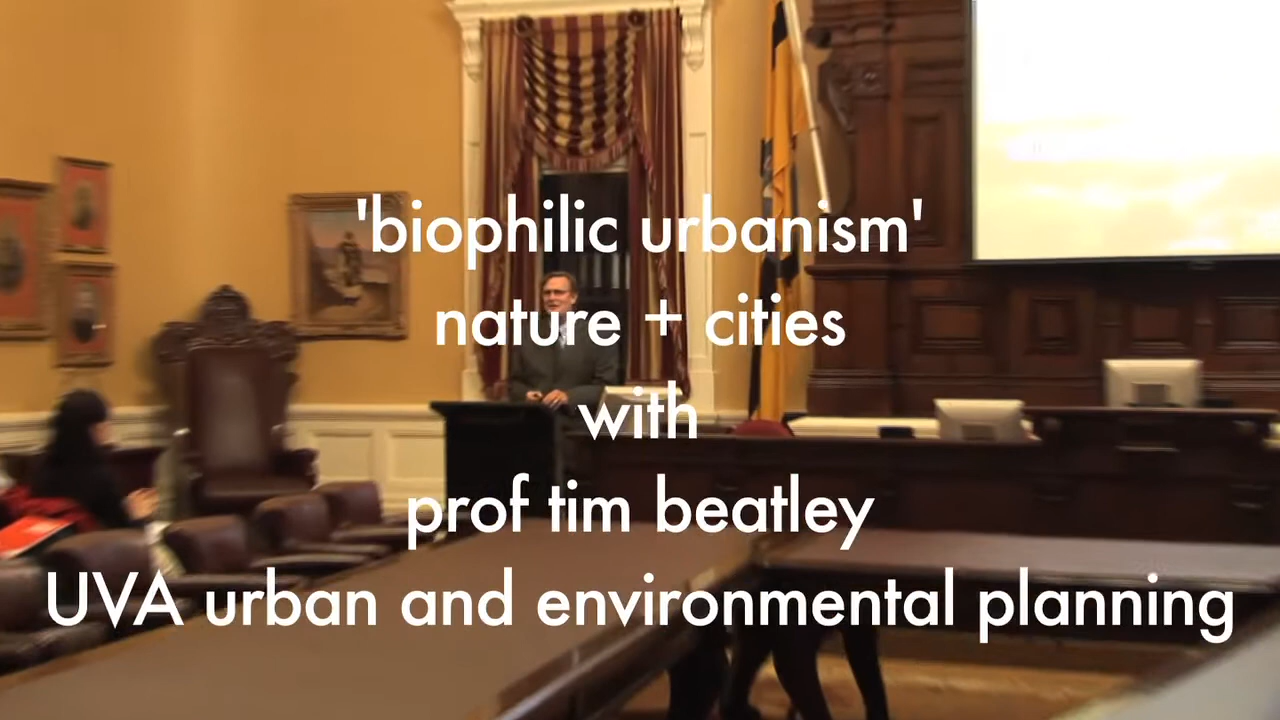 'biophilic urbanism'
nature + cities
with
prof tim beatley
UVA urban and environmental planning